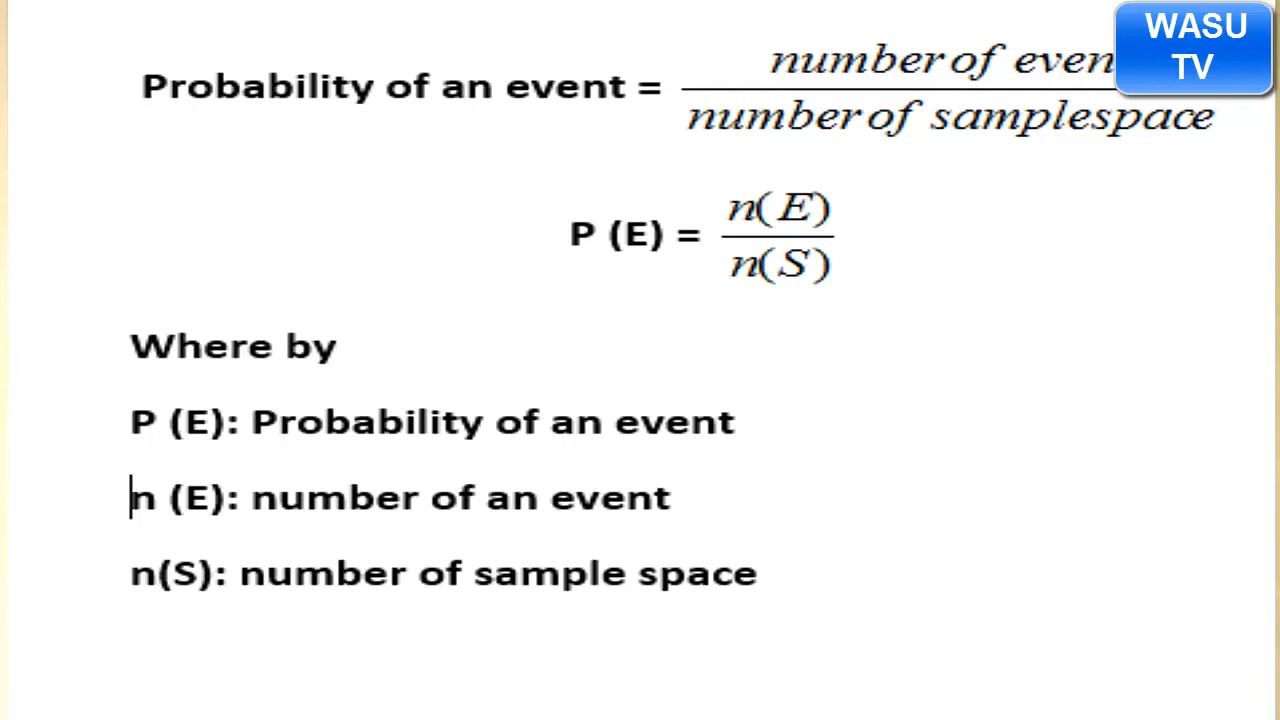 WASU
TV
Probability of an event = number of even
number of samplespace
P (E) = n(E)
n(S)
Where by
P (E): Probability of an event
n (E): number of an event
n(S): number of sample space